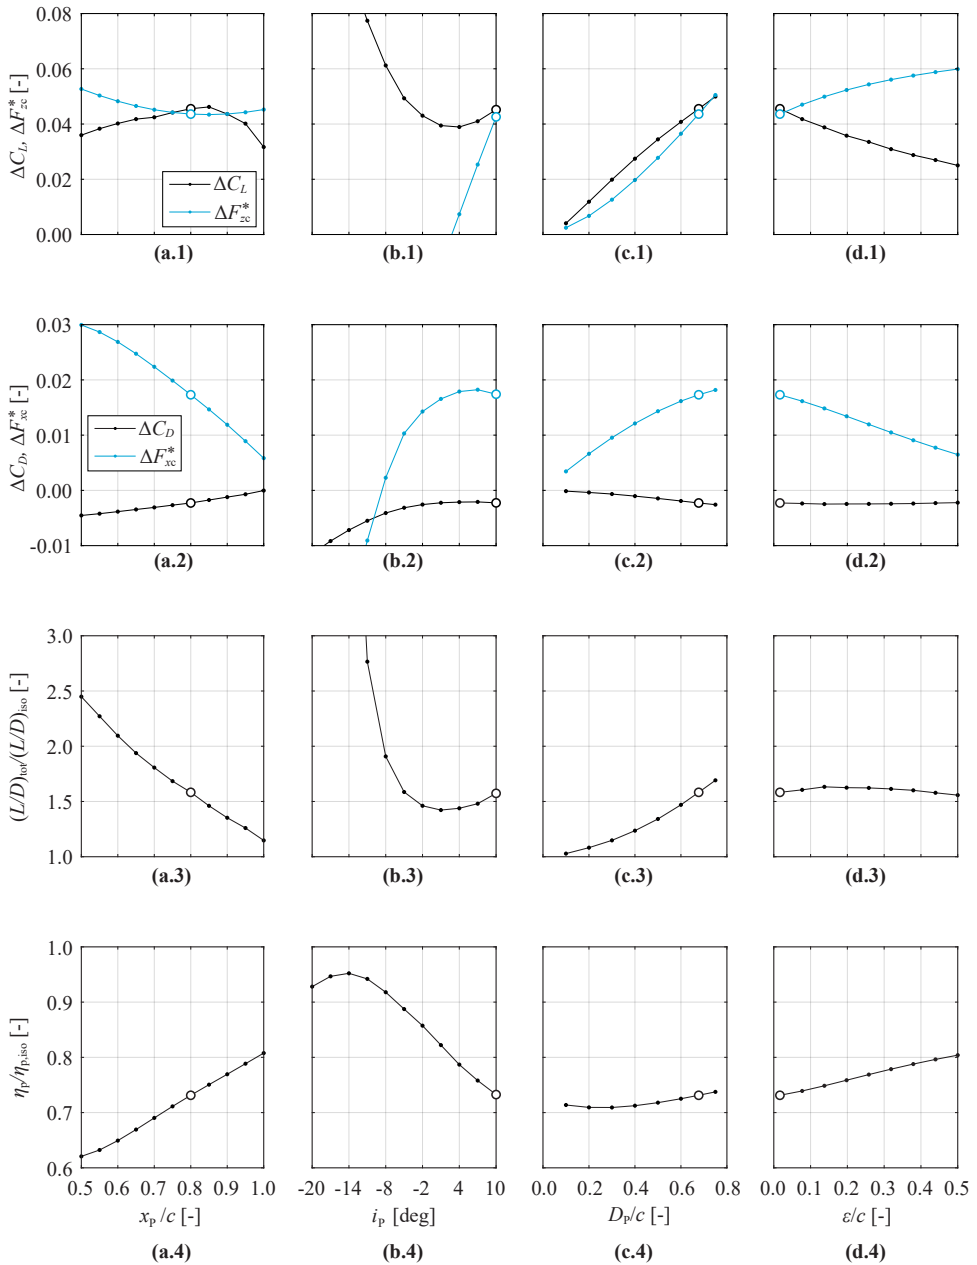 0.08
0.06
0.04
0.02
0.00
ΔC_L, ΔF*_zc [-]
ΔC_L
ΔF*_zc
(a.1) (b.1) (c.1) (d.1)
0.03
0.02
0.01
0.00
-0.01
ΔC_D, ΔF*_xc [-]
ΔC_D
ΔF*_xc
(a.2) (b.2) (c.2) (d.2)
3.0
2.5
2.0
1.5
1.0
(L/D)_tot/(L/D)_iso [-]
(a.3) (b.3) (c.3) (d.3)
1.0
0.9
0.8
0.7
0.6
η_P/η_P,iso [-]
0.5 0.6 0.7 0.8 0.9 1.0 -20 -14 -8 -2 4 10 0.0 0.2 0.4 0.6 0.8 0.0 0.1 0.2 0.3 0.4 0.5
x_P/c [-] i_P [deg] D_P/c [-] ε/c [-]
(a.4) (b.4) (c.4) (d.4)